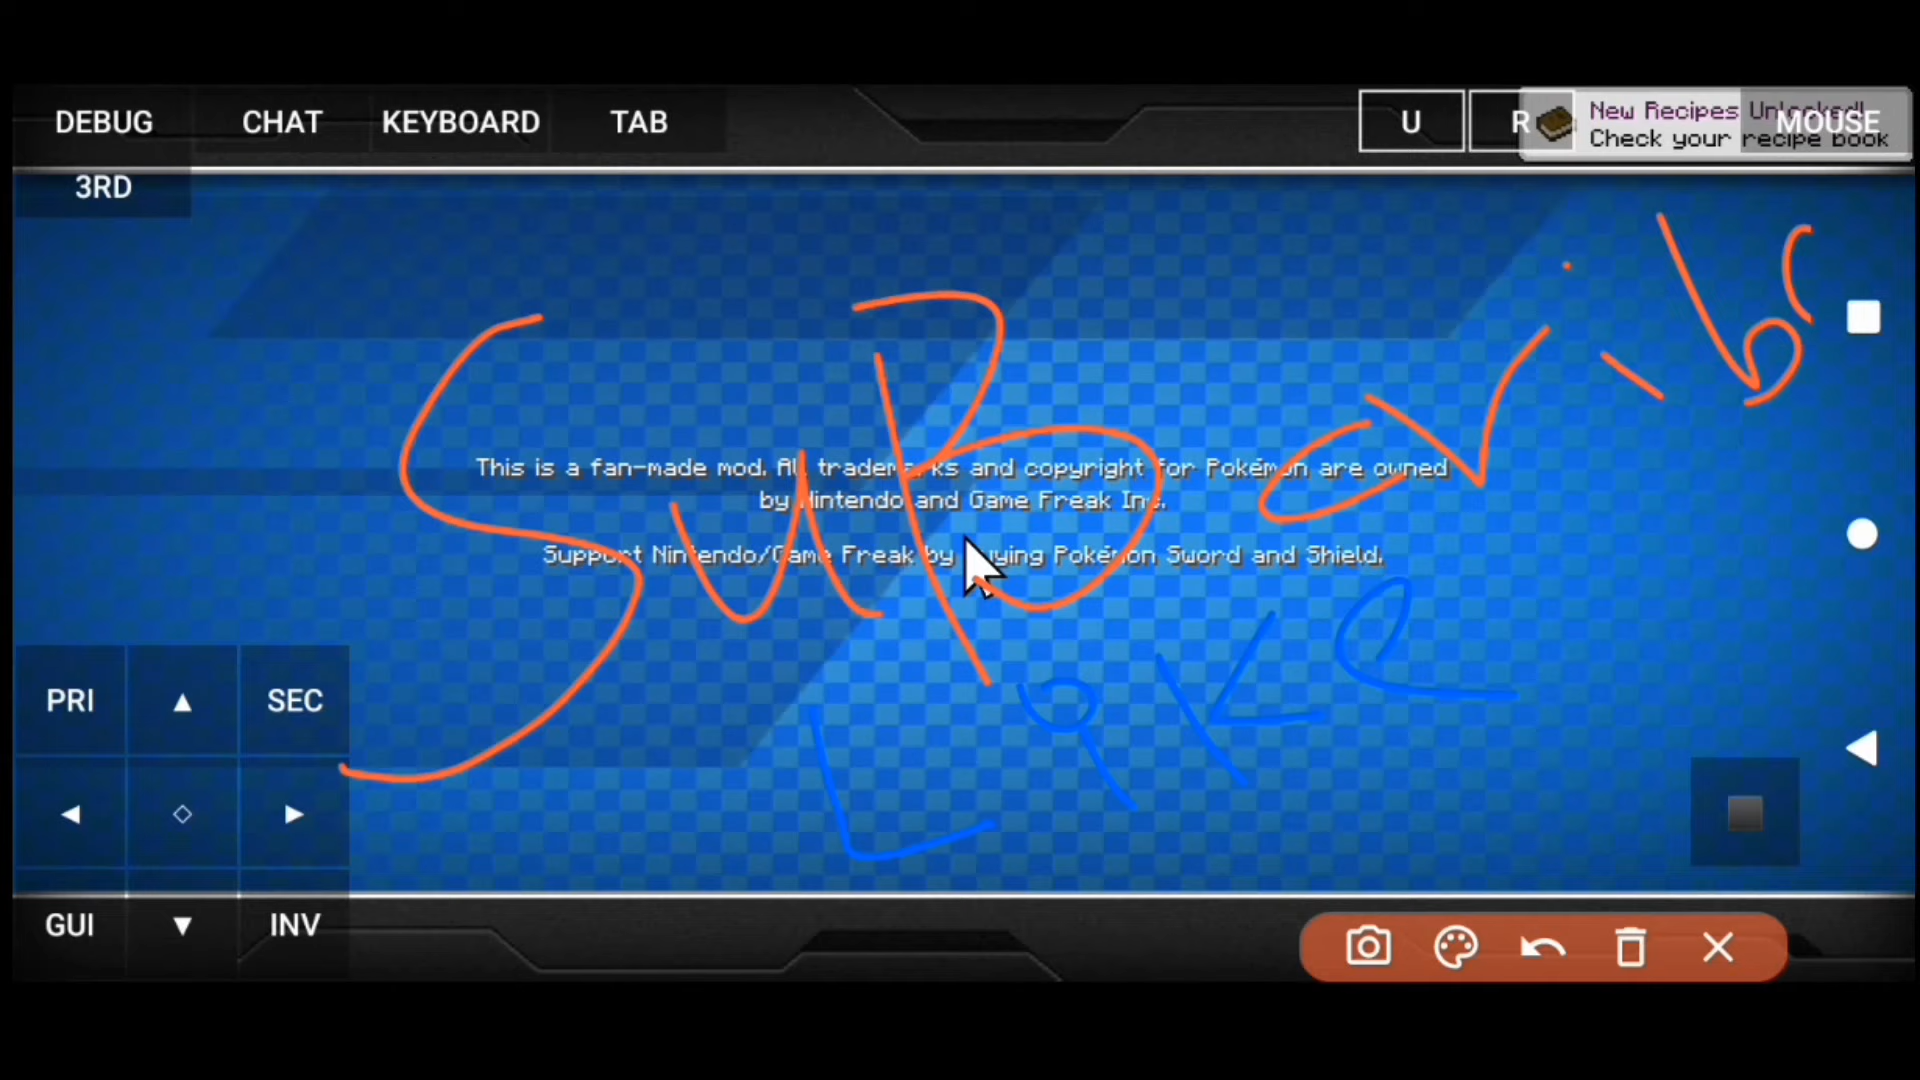 DEBUG CHAT KEYBOARD TAB U R MOUSE
New Recipes Unlocked!
Check your recipe book
3RD
This is a fan-made mod. All trademarks and copyright for Pokémon are owned
by Nintendo and Game Freak Inc.
Support Nintendo/Game Freak by buying Pokémon Sword and Shield.
PRI SEC
GUI INV
Like